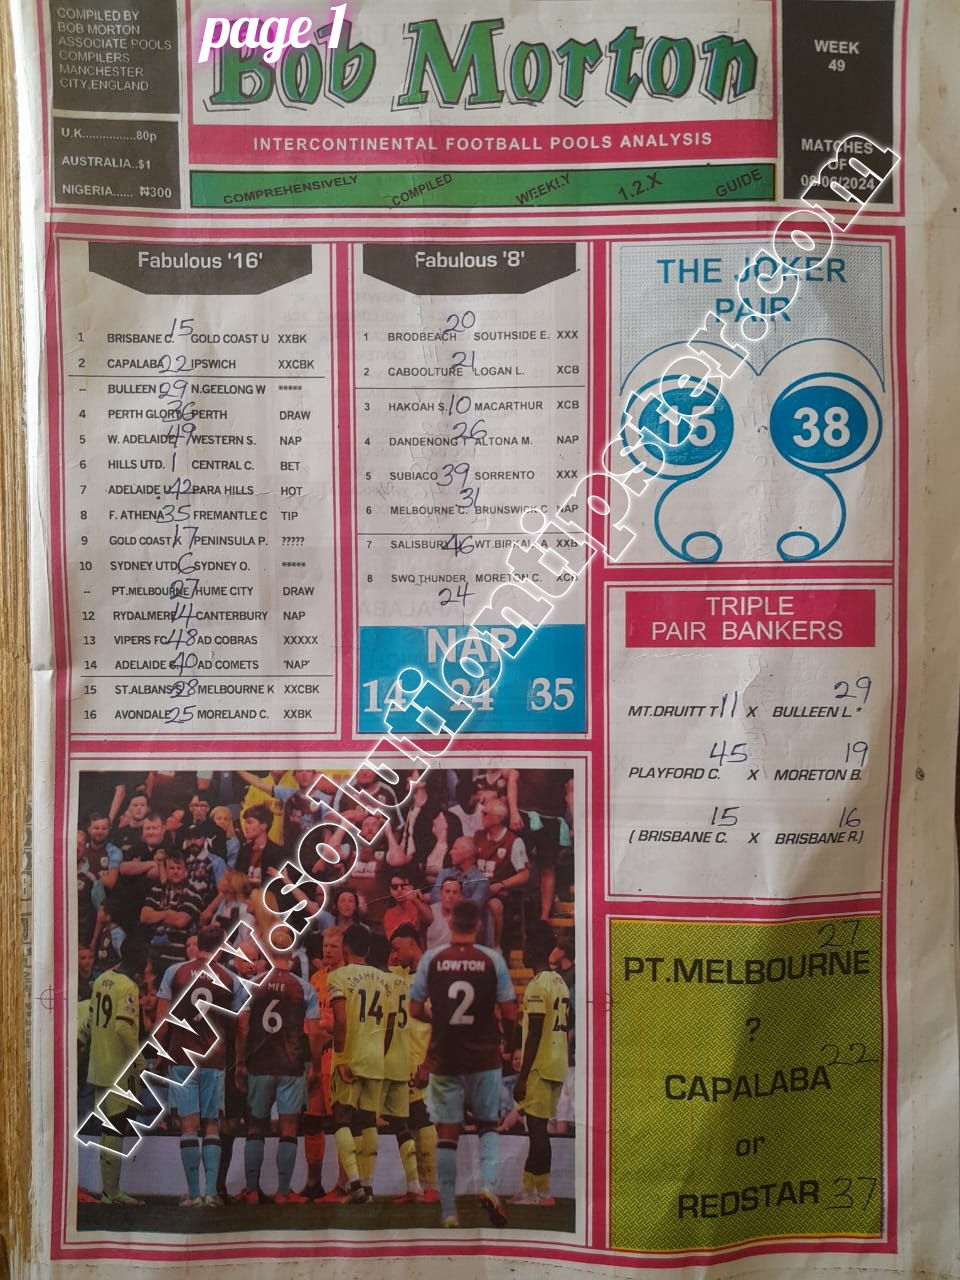 page 1
COMPILED BY
BOB MORTON
ASSOCIATE POOLS
COMPILERS
MANCHESTER
CITY,ENGLAND
U.K................80p
AUSTRALIA..$1
NIGERIA...... ₦300
Bob Morton
INTERCONTINENTAL FOOTBALL POOLS ANALYSIS
COMPREHENSIVELY COMPILED WEEKLY 1.2.X GUIDE
WEEK
49
MATCHES
OF
08/06/2024
Fabulous '16'
1 BRISBANE C. 15 GOLD COAST U XXBK
2 CAPALABA 22 IPSWICH XXCBK
-- BULLEEN 29 N.GEELONG W *****
4 PERTH GLORY 36 PERTH DRAW
5 W. ADELAIDE 49 WESTERN S. NAP
6 HILLS UTD. 1 CENTRAL C. BET
7 ADELAIDE U 42 PARA HILLS HOT
8 F. ATHENA 35 FREMANTLE C TIP
9 GOLD COAST K 17 PENINSULA P. ?????
10 SYDNEY UTD 6 SYDNEY O. *****
-- PT.MELBOURNE 27 HUME CITY DRAW
12 RYDALMERE 14 CANTERBURY NAP
13 VIPERS FC 48 AD COBRAS XXXXX
14 ADELAIDE 40 AD COMETS 'NAP'
15 ST.ALBANS S 28 MELBOURNE K XXCBK
16 AVONDALE 25 MORELAND C. XXBK
Fabulous '8'
1 BRODBEACH 20 SOUTHSIDE E. XXX
2 CABOOLTURE 21 LOGAN L. XCB
3 HAKOAH S. 10 MACARTHUR XCB
4 DANDENONG T 26 ALTONA M. NAP
5 SUBIACO 39 SORRENTO XXX
6 MELBOURNE C. 31 BRUNSWICK C NAP
7 SALISBURY 46 WT.BIRKALLA XXB
8 SWQ THUNDER MORETON C. XCB
24
NAP
14 24 35
THE JOKER
PAIR
15 38
TRIPLE
PAIR BANKERS
MT.DRUITT T 11 X BULLEEN L.* 29
PLAYFORD C. 45 X MORETON B. 19
( BRISBANE C. 15 X BRISBANE R.) 16
27
PT.MELBOURNE
?
CAPALABA 22
or
REDSTAR 37
19
9
MEE
6
AUBAMEYANG
14
5
LOWTON
2
23
www.solutiontipster.com